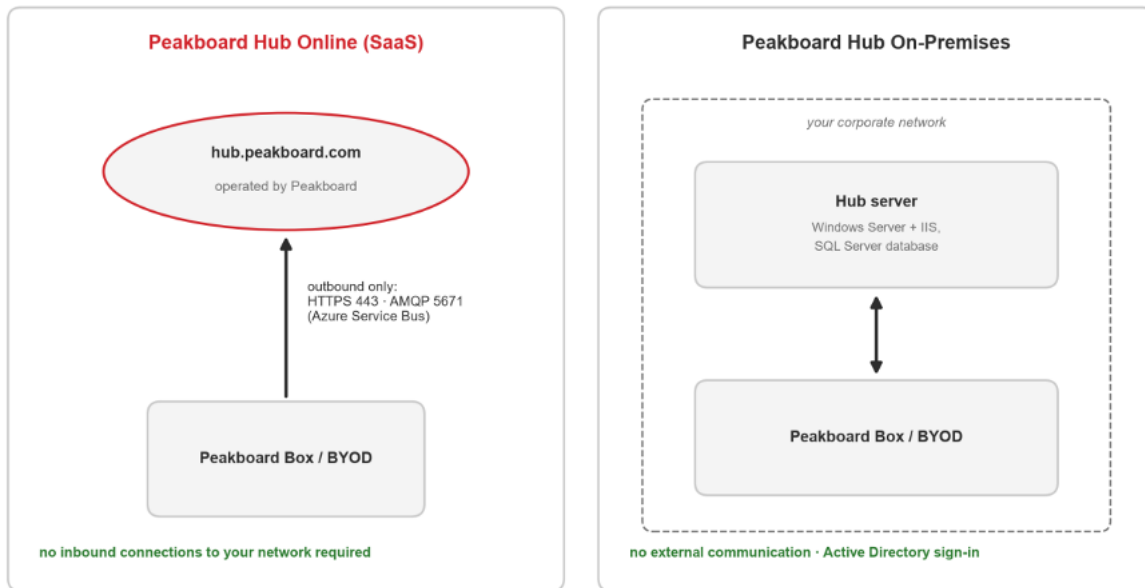 Peakboard Hub Online (SaaS)
hub.peakboard.com
operated by Peakboard
outbound only:
HTTPS 443 · AMQP 5671
(Azure Service Bus)
Peakboard Box / BYOD
no inbound connections to your network required
Peakboard Hub On-Premises
your corporate network
Hub server
Windows Server + IIS,
SQL Server database
Peakboard Box / BYOD
no external communication · Active Directory sign-in